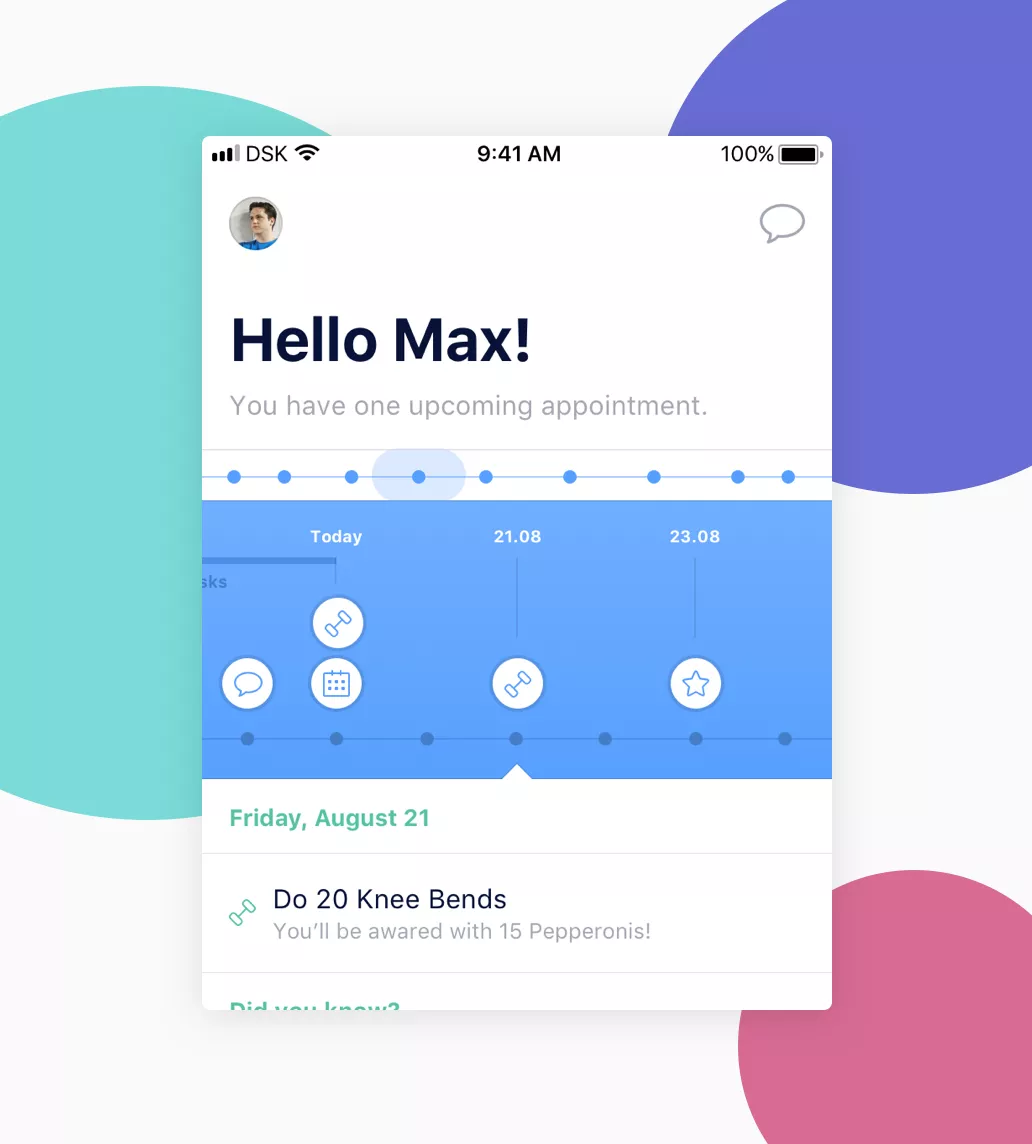 DSK 9:41 AM 100%
Hello Max!
You have one upcoming appointment.
Today 21.08 23.08
sks
Friday, August 21
Do 20 Knee Bends
You'll be awared with 15 Pepperonis!
Did you know?